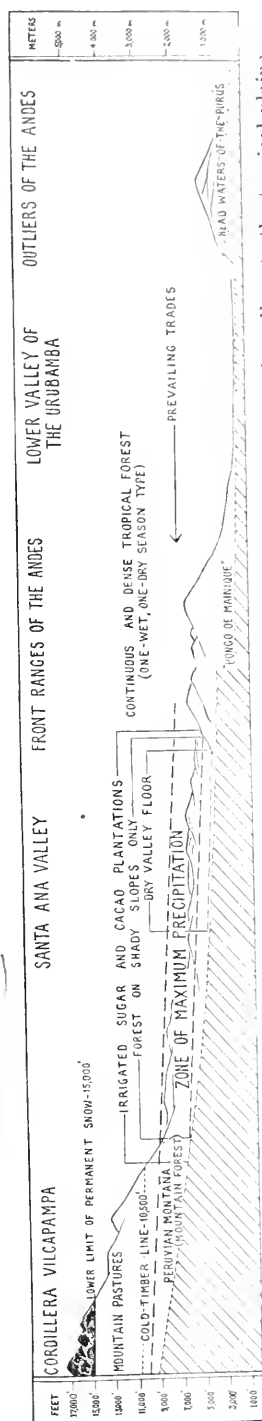 CORDILLERA VILCAPAMPA
SANTA ANA VALLEY
FRONT RANGES OF THE ANDES
LOWER VALLEY OF
THE URUBAMBA
OUTLIERS OF THE ANDES
FEET
17,000'
15,000'
13,000'
11,000'
9,000'
7,000'
5,000'
3,000'
1000
METERS
5,000 m
4 000 m
3,000 m
2 000 m
1 000 m
LOWER LIMIT OF PERMANENT SNOW-15,000'
MOUNTAIN PASTURES
COLD-TIMBER LINE-10,500'
PERUVIAN MONTANA
(MOUNTAIN FOREST)
IRRIGATED SUGAR AND CACAO PLANTATIONS
FOREST ON SHADY SLOPES ONLY
DRY VALLEY FLOOR
ZONE OF MAXIMUM PRECIPITATION
CONTINUOUS AND DENSE TROPICAL FOREST
(ONE-WET, ONE-DRY SEASON TYPE)
PREVAILING TRADES
"PONGO DE MAINIQUE"
HEAD WATERS-OF-THE-PURÚS